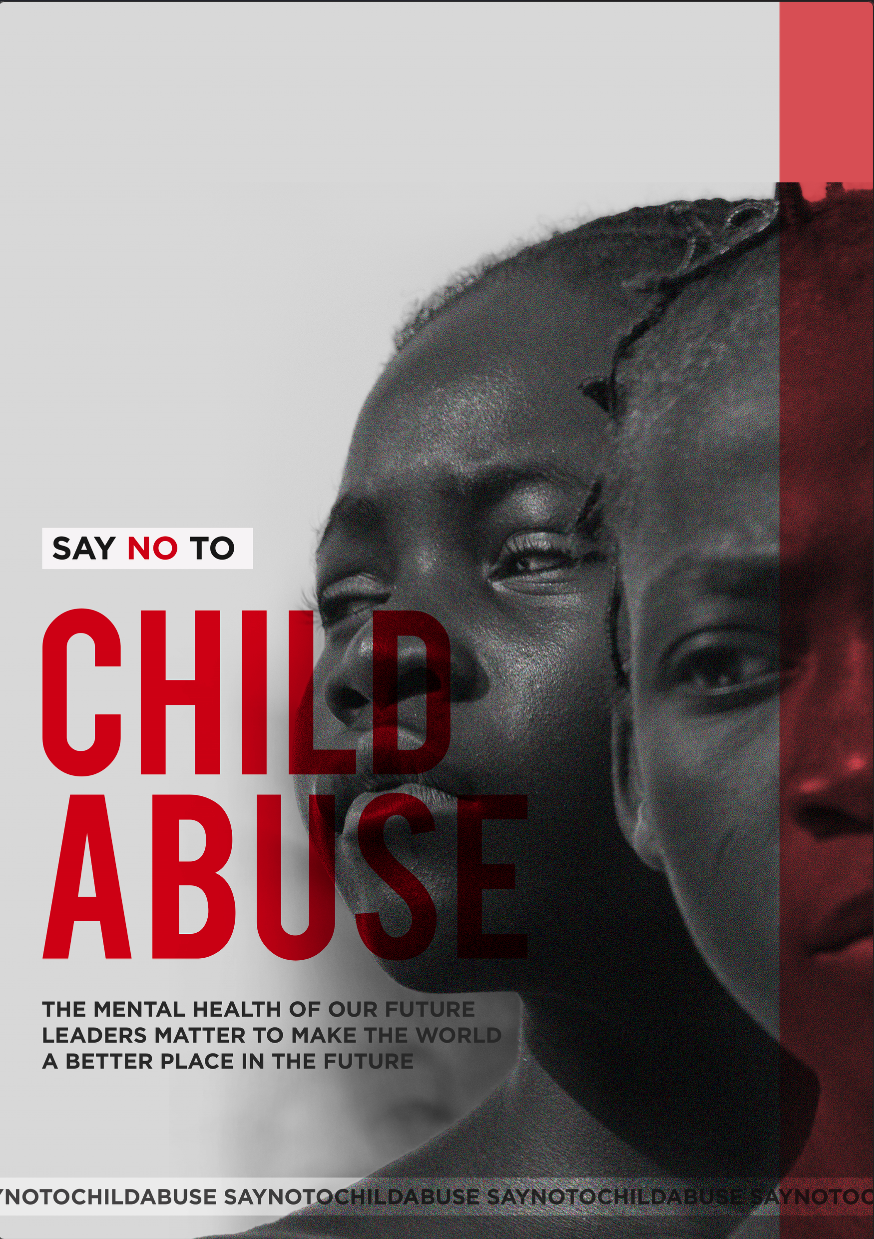 SAY NO TO
CHILD
ABUSE
THE MENTAL HEALTH OF OUR FUTURE
LEADERS MATTER TO MAKE THE WORLD
A BETTER PLACE IN THE FUTURE
YNOTOCHILDABUSE SAYNOTOCHILDABUSE SAYNOTOCHILDABUSE SAYNOTOC